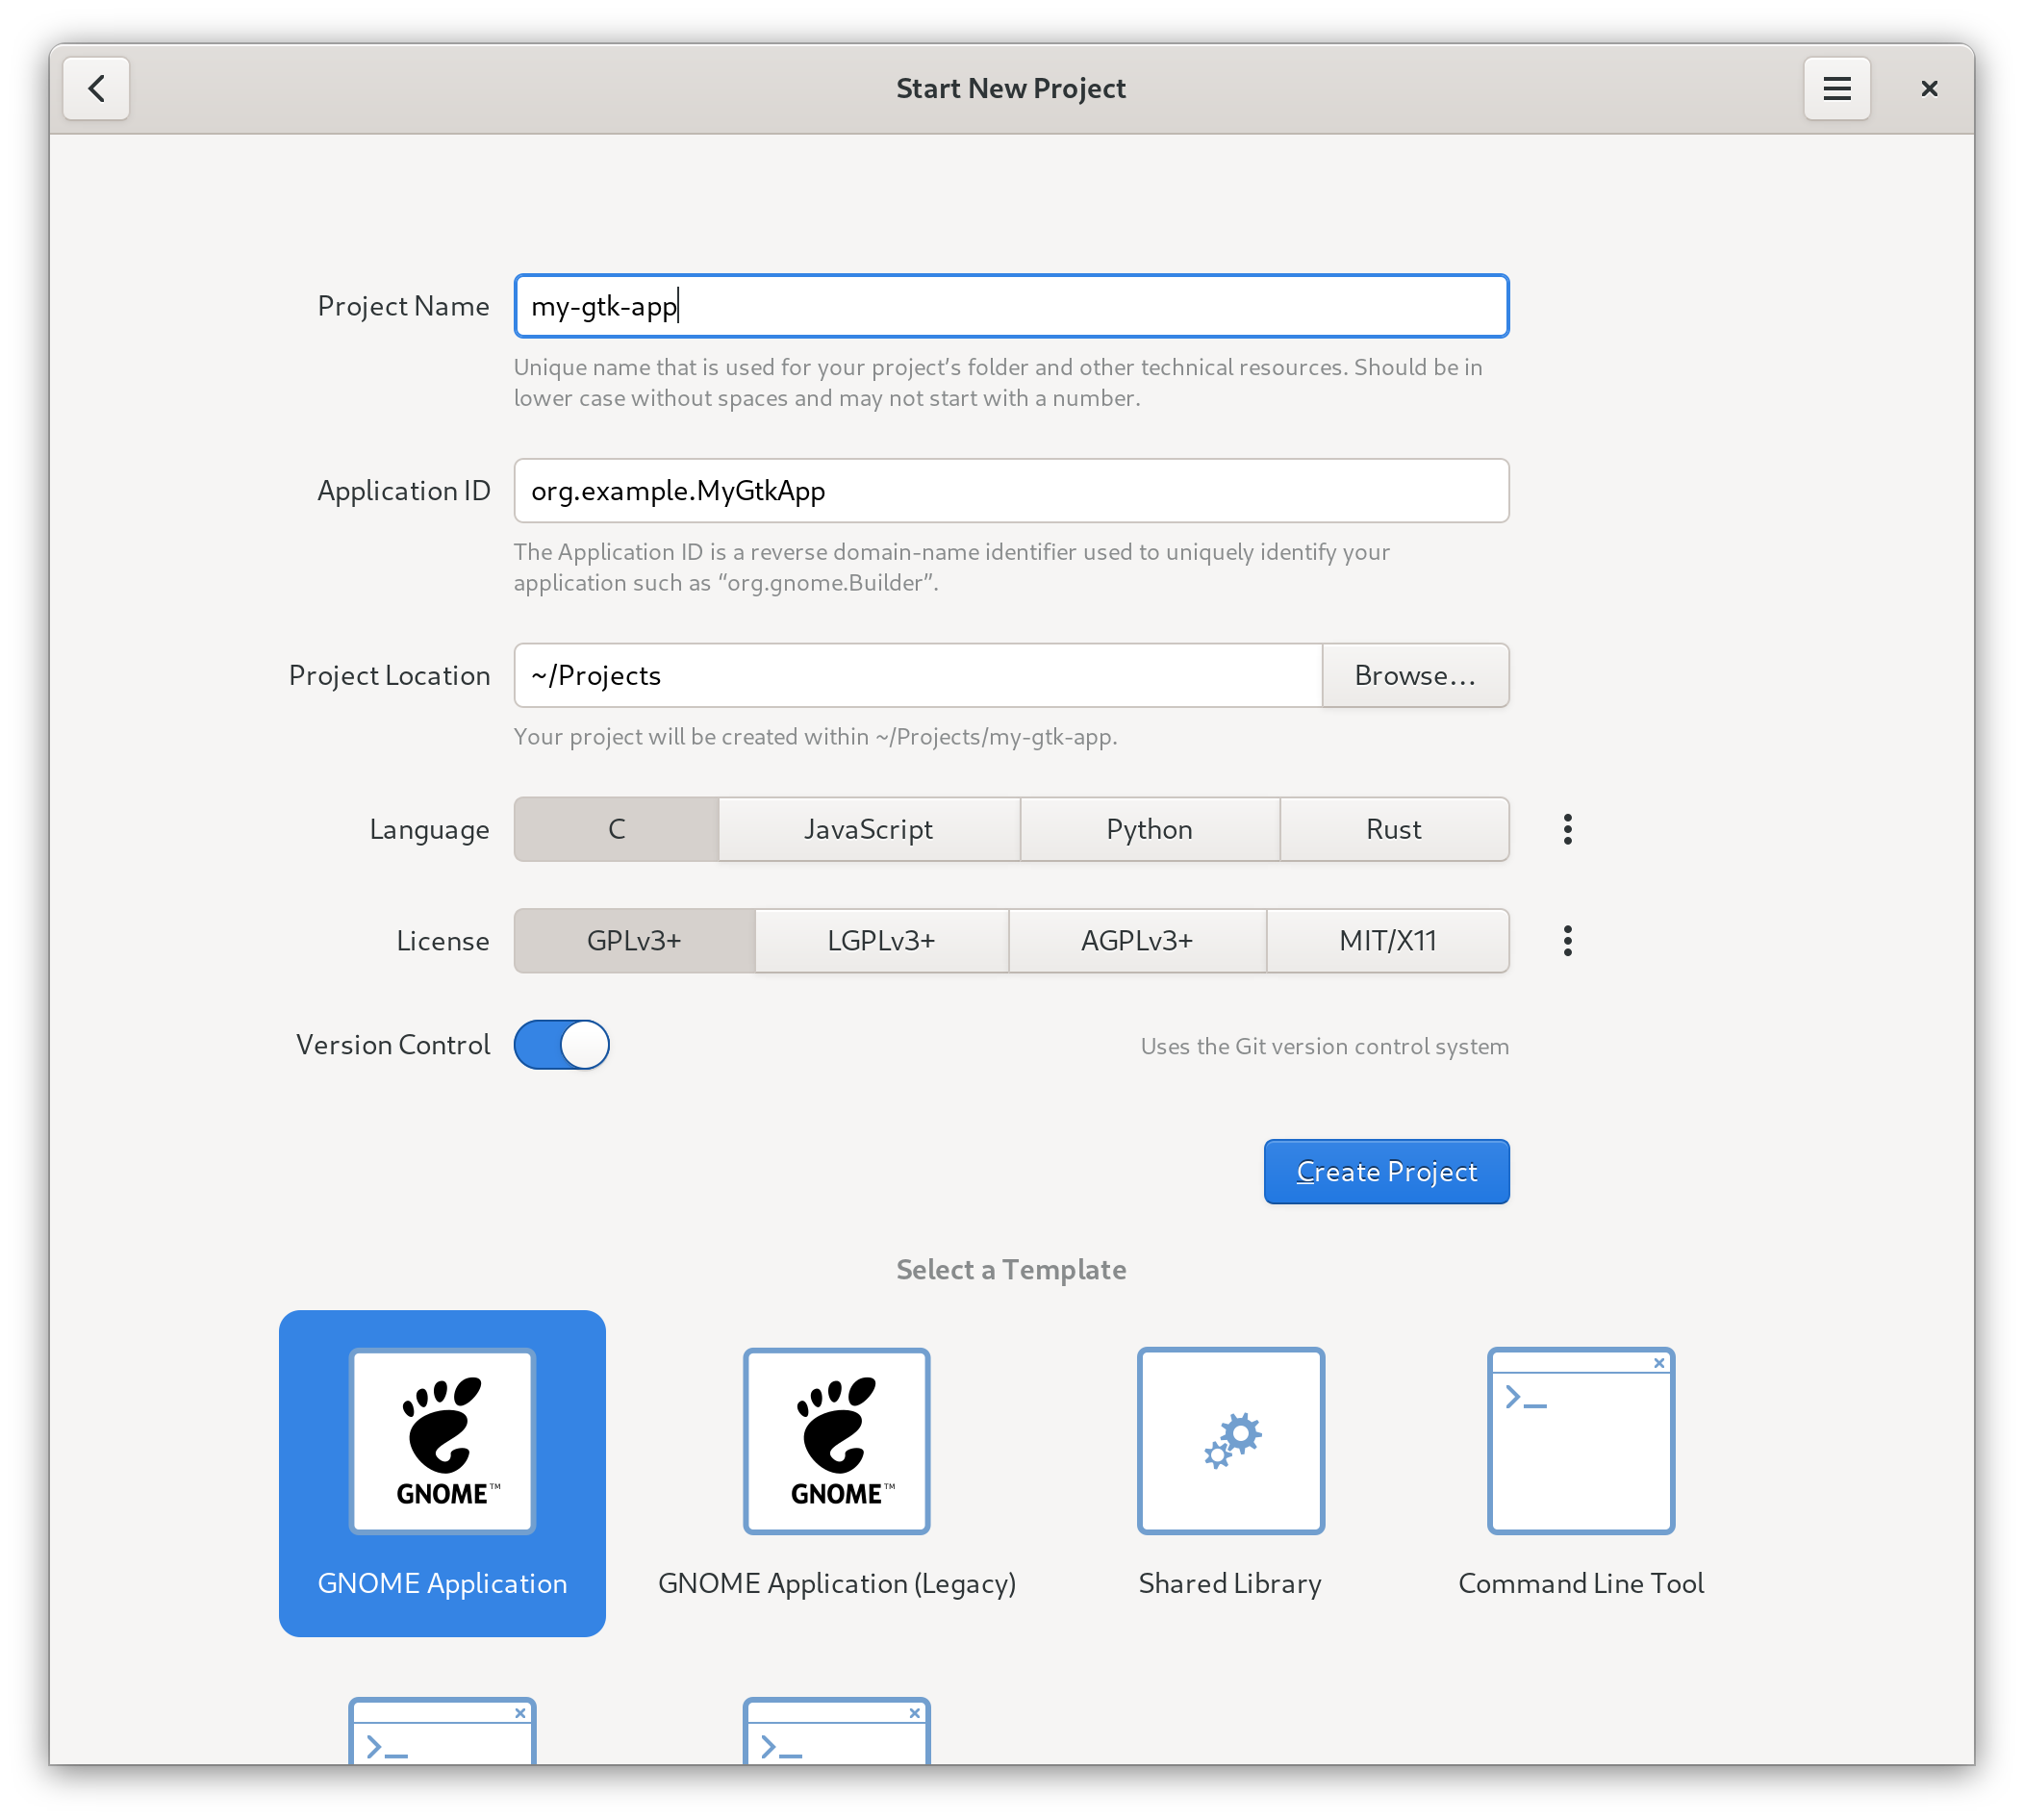 Start New Project
Project Name
my-gtk-app
Unique name that is used for your project’s folder and other technical resources. Should be in
lower case without spaces and may not start with a number.
Application ID
org.example.MyGtkApp
The Application ID is a reverse domain-name identifier used to uniquely identify your
application such as “org.gnome.Builder”.
Project Location
~/Projects
Browse...
Your project will be created within ~/Projects/my-gtk-app.
Language
C
JavaScript
Python
Rust
License
GPLv3+
LGPLv3+
AGPLv3+
MIT/X11
Version Control
Uses the Git version control system
Create Project
Select a Template
GNOME™
GNOME™
GNOME Application
GNOME Application (Legacy)
Shared Library
Command Line Tool